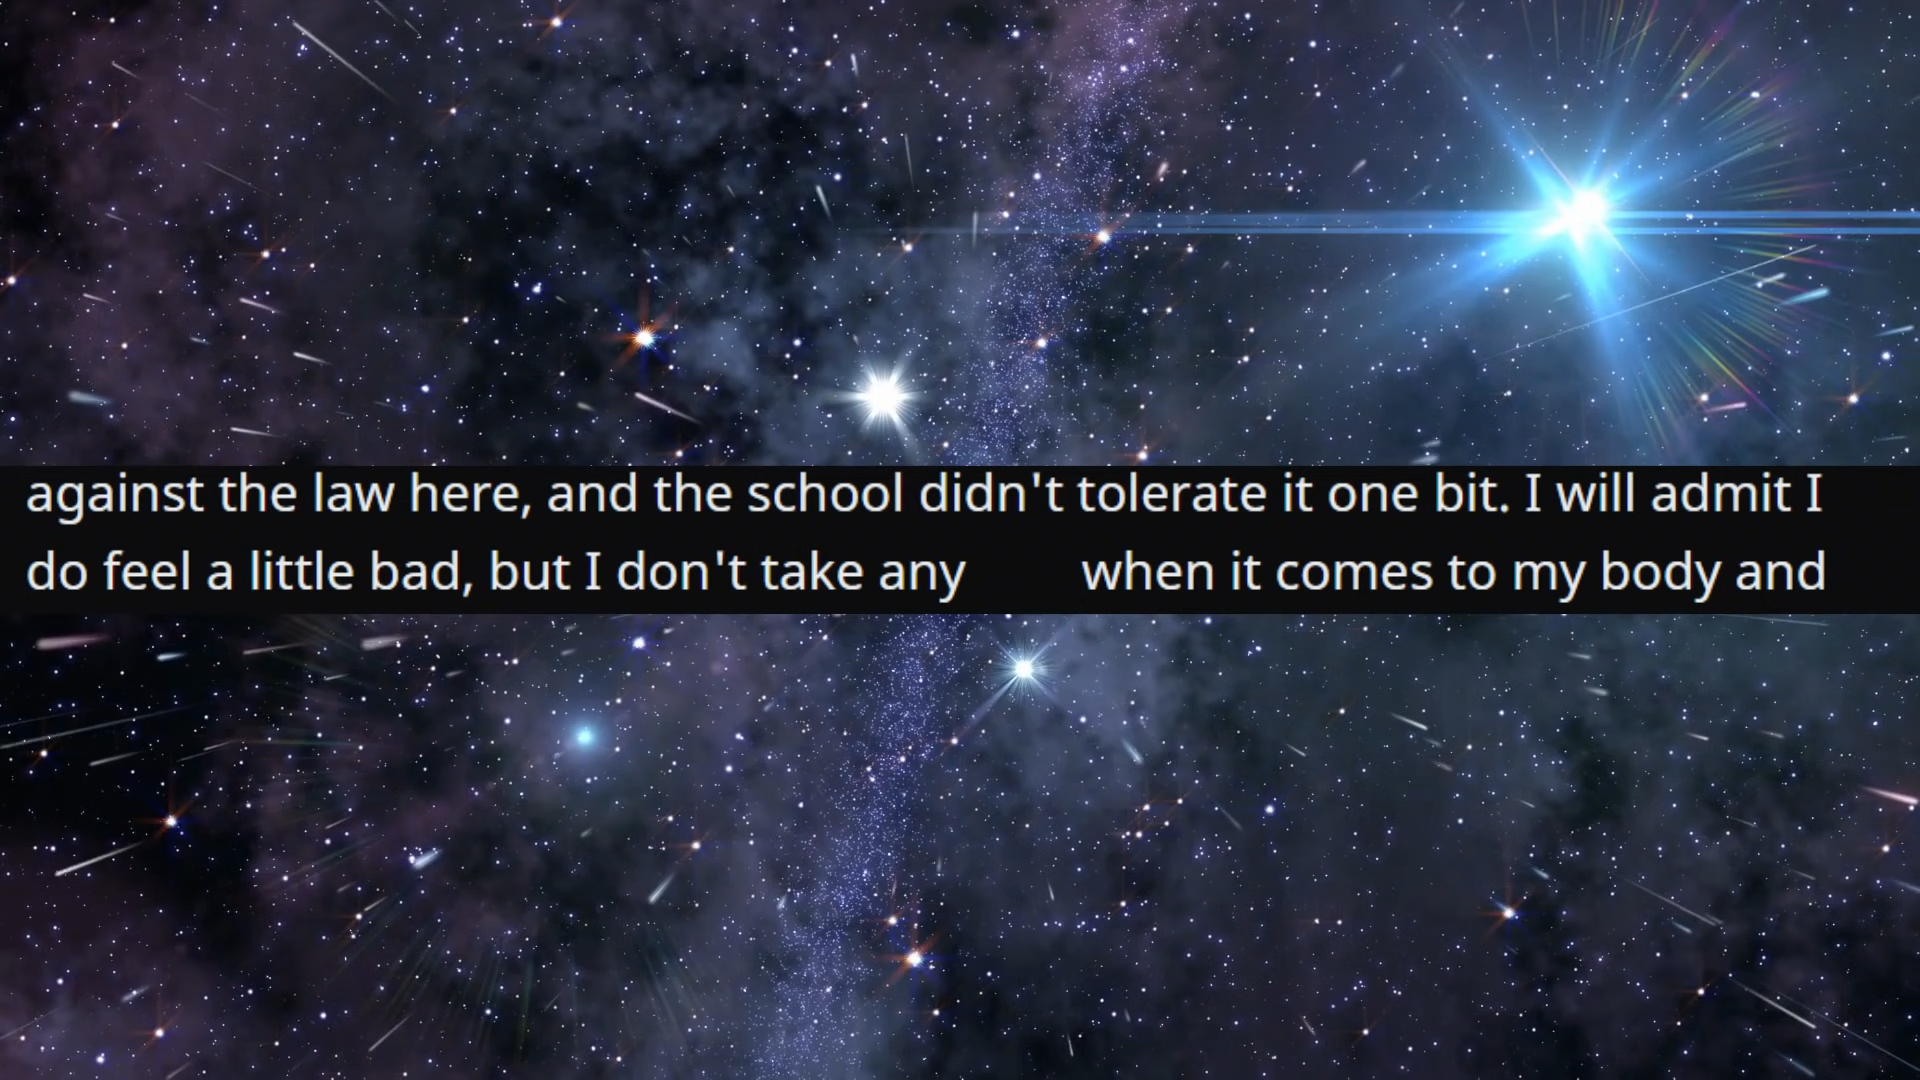 against the law here, and the school didn't tolerate it one bit. I will admit I
do feel a little bad, but I don't take any when it comes to my body and